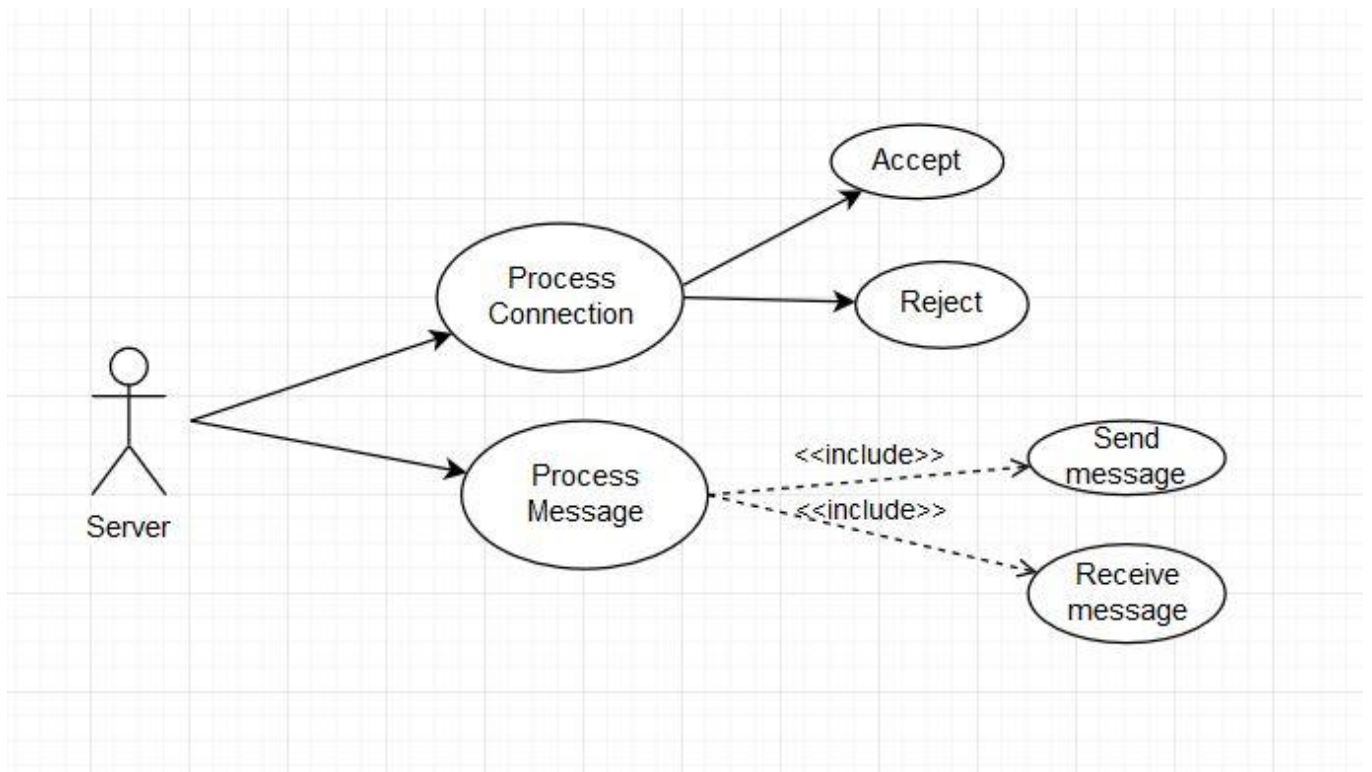 Accept
Process
Connection
Reject
Server
Process
Message
<<include>>
<<include>>
Send
message
Receive
message